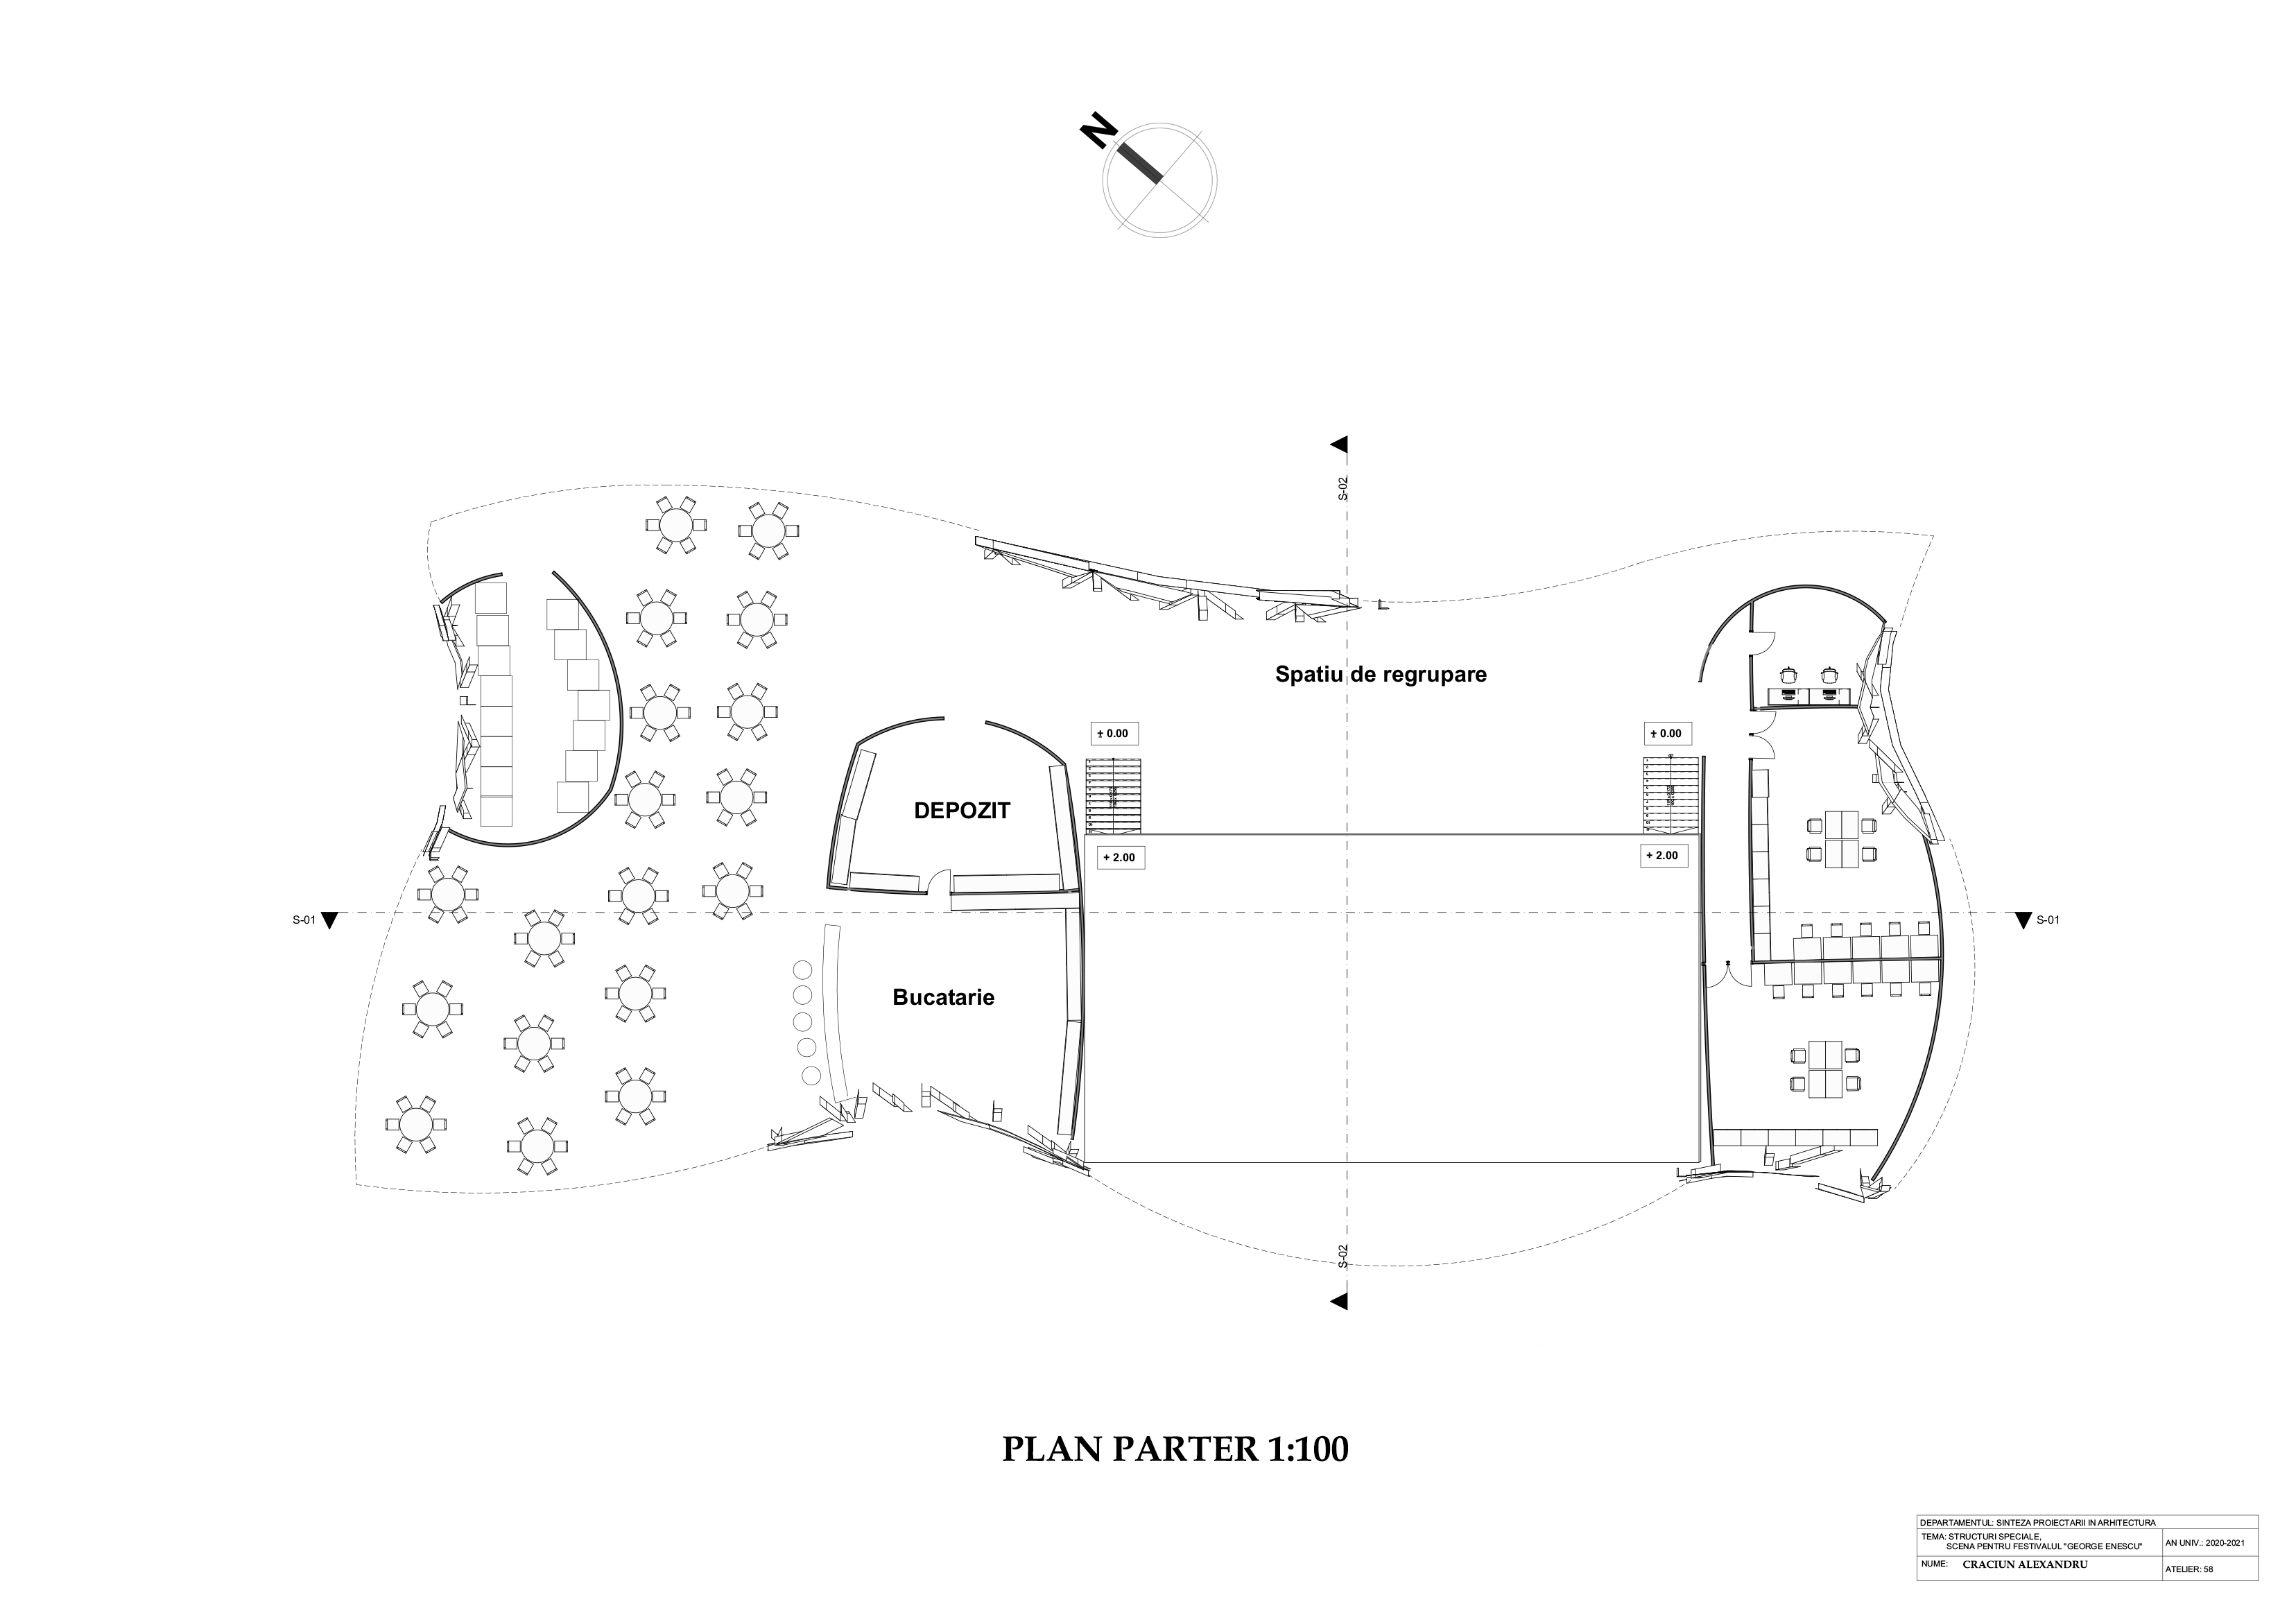 N
S-02
Spatiu de regrupare
± 0.00
± 0.00
DEPOZIT
+ 2.00
+ 2.00
S-01
S-01
Bucatarie
S-02
PLAN PARTER 1:100
DEPARTAMENTUL: SINTEZA PROIECTARII IN ARHITECTURA
TEMA: STRUCTURI SPECIALE,
SCENA PENTRU FESTIVALUL "GEORGE ENESCU"
AN UNIV.: 2020-2021
NUME: CRACIUN ALEXANDRU
ATELIER: 58